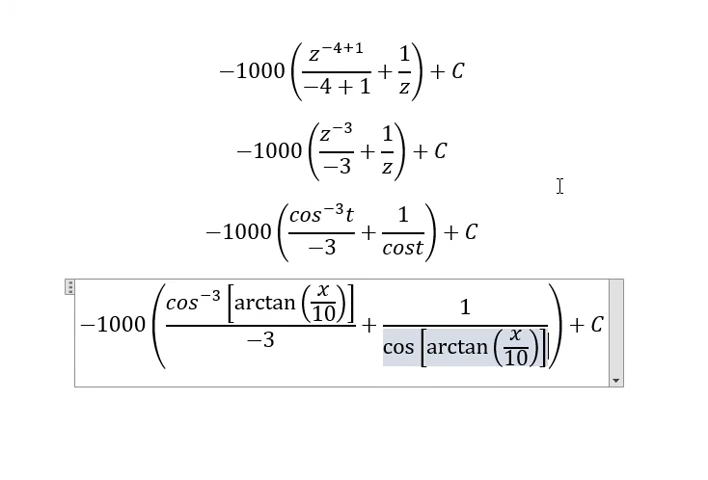 −1000 (z⁻⁴⁺¹/(−4 + 1) + 1/z) + C
−1000 (z⁻³/−3 + 1/z) + C
−1000 (cos⁻³t/−3 + 1/cost) + C
−1000 (cos⁻³ [arctan (x/10)]/−3 + 1/cos [arctan (x/10)]) + C